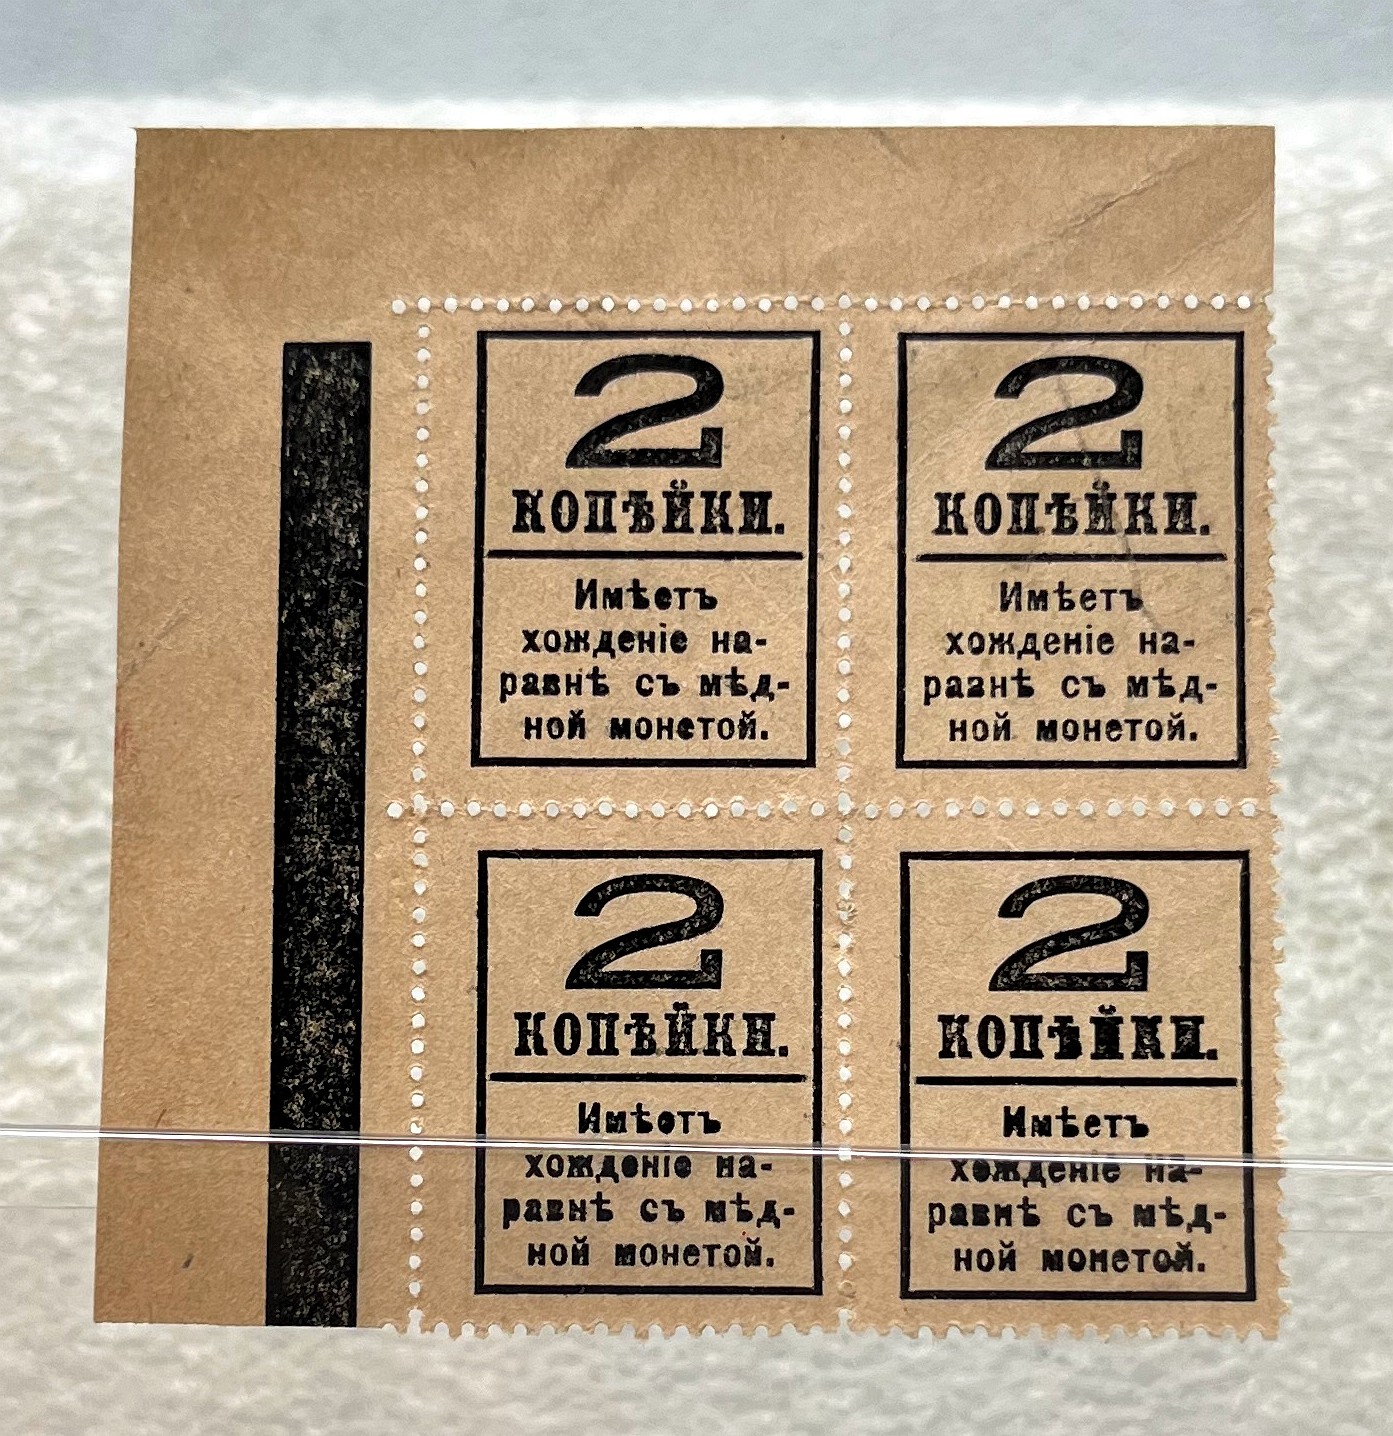 2
КОПѢЙКИ.
Имѣетъ
хожденіе на-
равнѣ съ мѣд-
ной монетой.
2
КОПѢЙКИ.
Имѣетъ
хожденіе на-
равнѣ съ мѣд-
ной монетой.
2
КОПѢЙКИ.
Имѣетъ
хожденіе на-
равнѣ съ мѣд-
ной монетой.
2
КОПѢЙКИ.
Имѣетъ
хожденіе на-
равнѣ съ мѣд-
ной монетой.